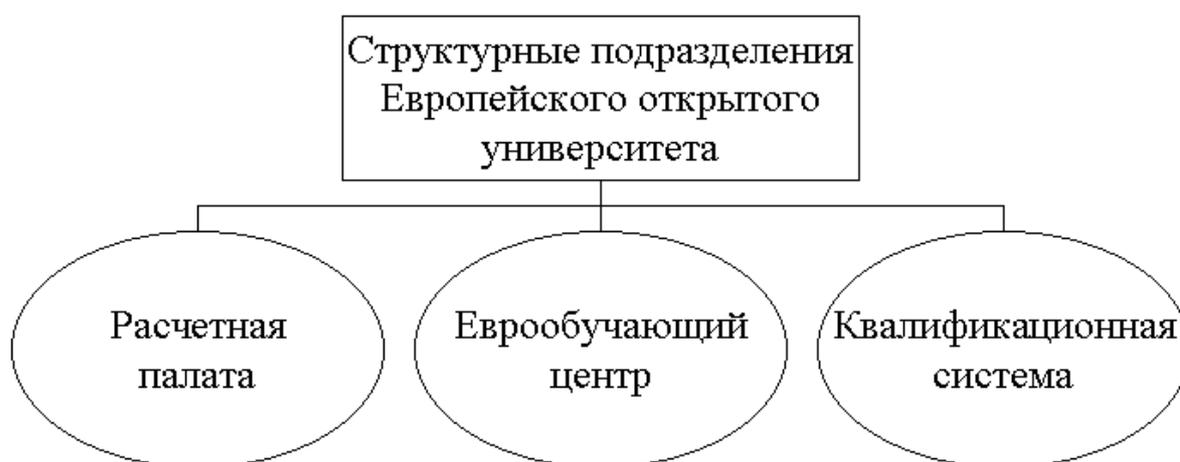 Структурные подразделения
Европейского открытого
университета
Расчетная
палата
Еврообучающий
центр
Квалификационная
система